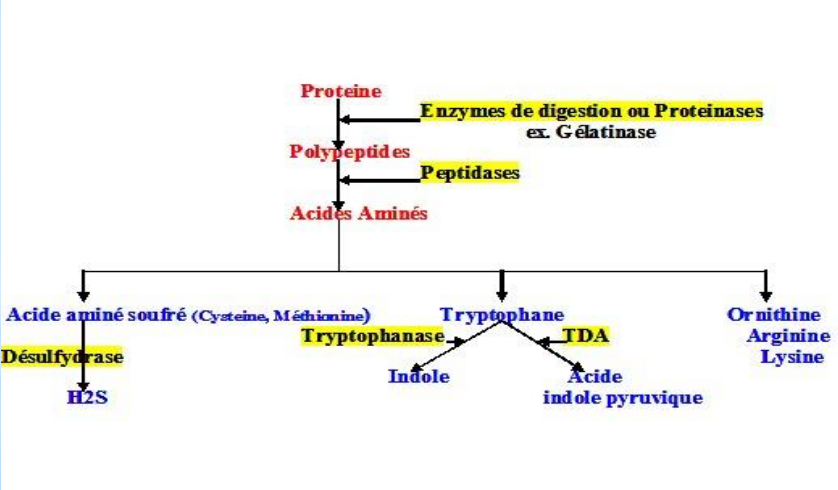 Proteine
Enzymes de digestion ou Proteinases
ex. Gélatinase
Polypeptides
Peptidases
Acides Aminés
Acide aminé soufré (Cysteine, Méthionine)
Tryptophane
Ornithine
Arginine
Lysine
Tryptophanase
TDA
Désulfydrase
Indole
Acide
indole pyruvique
H2S